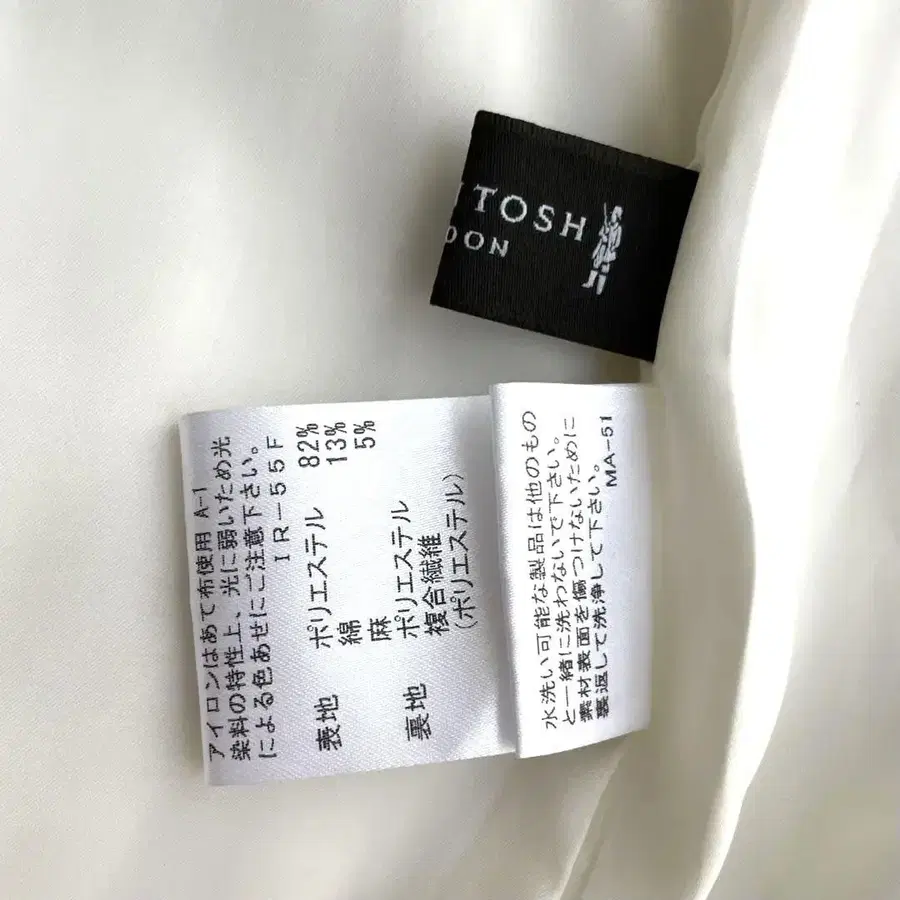 TOSH
DON
アイロンはあて布使用 A-1
染料の特性上、光に弱いため光
による色あせにご注意下さい。
IR-55F
表地 ポリエステル 82%
綿 13%
麻 5%
裏地 ポリエステル
複合繊維
(ポリエステル)
水洗い可能な製品は他のもの
と一緒に洗わないで下さい。
素材表面を傷つけないために
裏返して洗浄して下さい。
MA-51